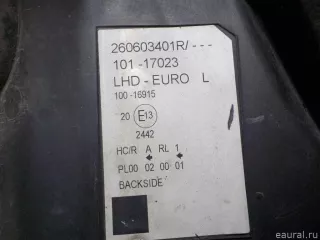 260603401R/---
101 -17023
LHD - EURO L
100 -16915
20 E13
2442
HC/R A RL 1
PL00 02 00 01
BACKSIDE
© eaural.ru